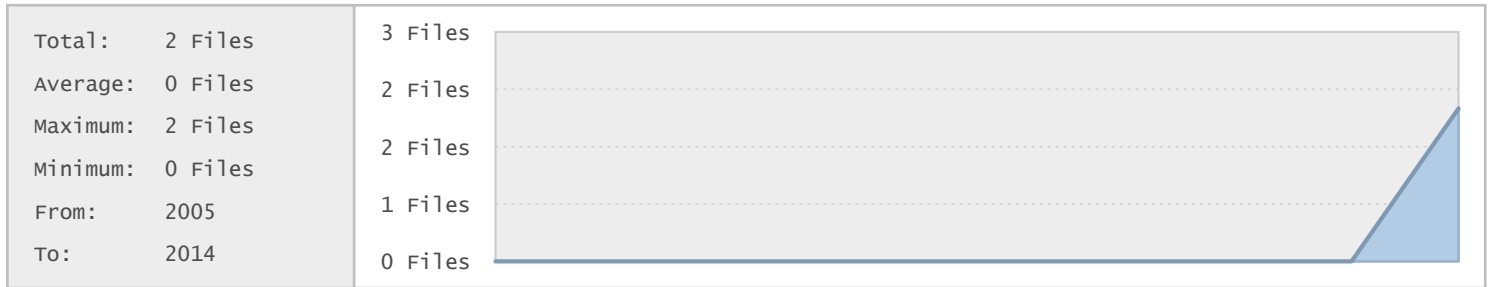 Total: 2 Files
Average: 0 Files
Maximum: 2 Files
Minimum: 0 Files
From: 2005
To: 2014
3 Files
2 Files
2 Files
1 Files
0 Files